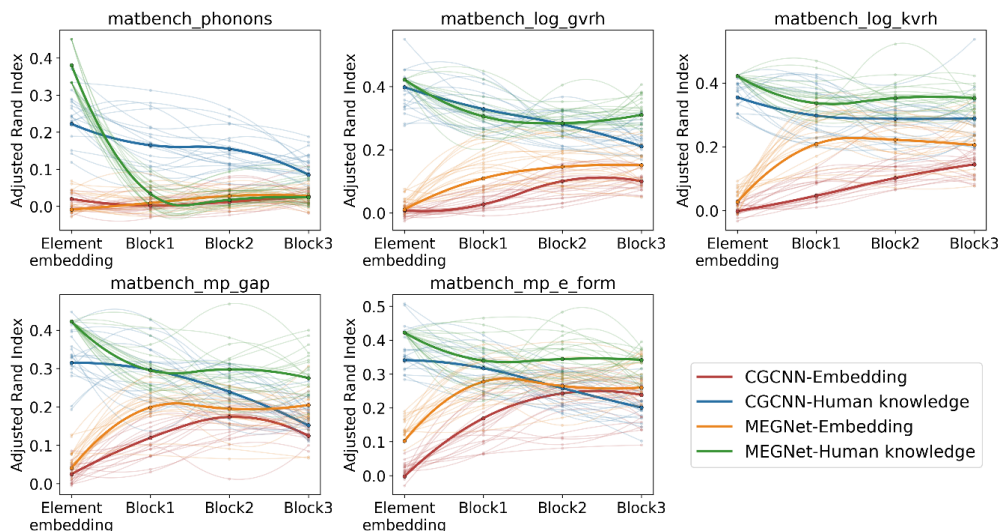 matbench_phonons
Adjusted Rand Index
0.4
0.3
0.2
0.1
0.0
Element
embedding
Block1
Block2
Block3
matbench_log_gvrh
Adjusted Rand Index
0.4
0.2
0.0
Element
embedding
Block1
Block2
Block3
matbench_log_kvrh
Adjusted Rand Index
0.4
0.2
0.0
Element
embedding
Block1
Block2
Block3
matbench_mp_gap
Adjusted Rand Index
0.4
0.3
0.2
0.1
0.0
Element
embedding
Block1
Block2
Block3
matbench_mp_e_form
Adjusted Rand Index
0.5
0.4
0.3
0.2
0.1
0.0
Element
embedding
Block1
Block2
Block3
CGCNN-Embedding
CGCNN-Human knowledge
MEGNet-Embedding
MEGNet-Human knowledge